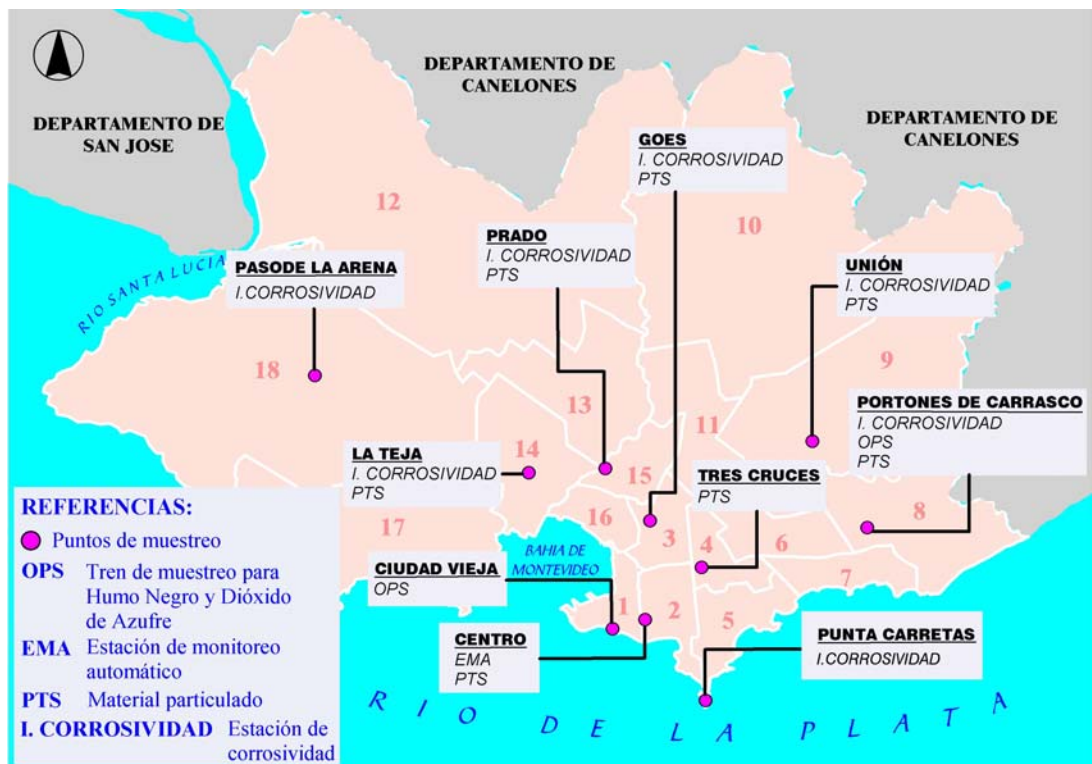 DEPARTAMENTO DE
CANELONES
DEPARTAMENTO DE
SAN JOSE
DEPARTAMENTO DE
CANELONES
GOES
I. CORROSIVIDAD
PTS
12
10
PRADO
I. CORROSIVIDAD
PTS
PASODE LA ARENA
I.CORROSIVIDAD
UNIÓN
I. CORROSIVIDAD
PTS
RIO SANTA LUCIA
18
9
13
11
PORTONES DE CARRASCO
I. CORROSIVIDAD
OPS
PTS
14
LA TEJA
I. CORROSIVIDAD
PTS
15
TRES CRUCES
PTS
16
17
3
4
6
8
7
BAHIA DE
MONTEVIDEO
CIUDAD VIEJA
OPS
1
2
5
CENTRO
EMA
PTS
PUNTA CARRETAS
I.CORROSIVIDAD
RIO DE LA PLATA
REFERENCIAS:
Puntos de muestreo
OPS Tren de muestreo para
Humo Negro y Dióxido
de Azufre
EMA Estación de monitoreo
automático
PTS Material particulado
I. CORROSIVIDAD Estación de
corrosividad